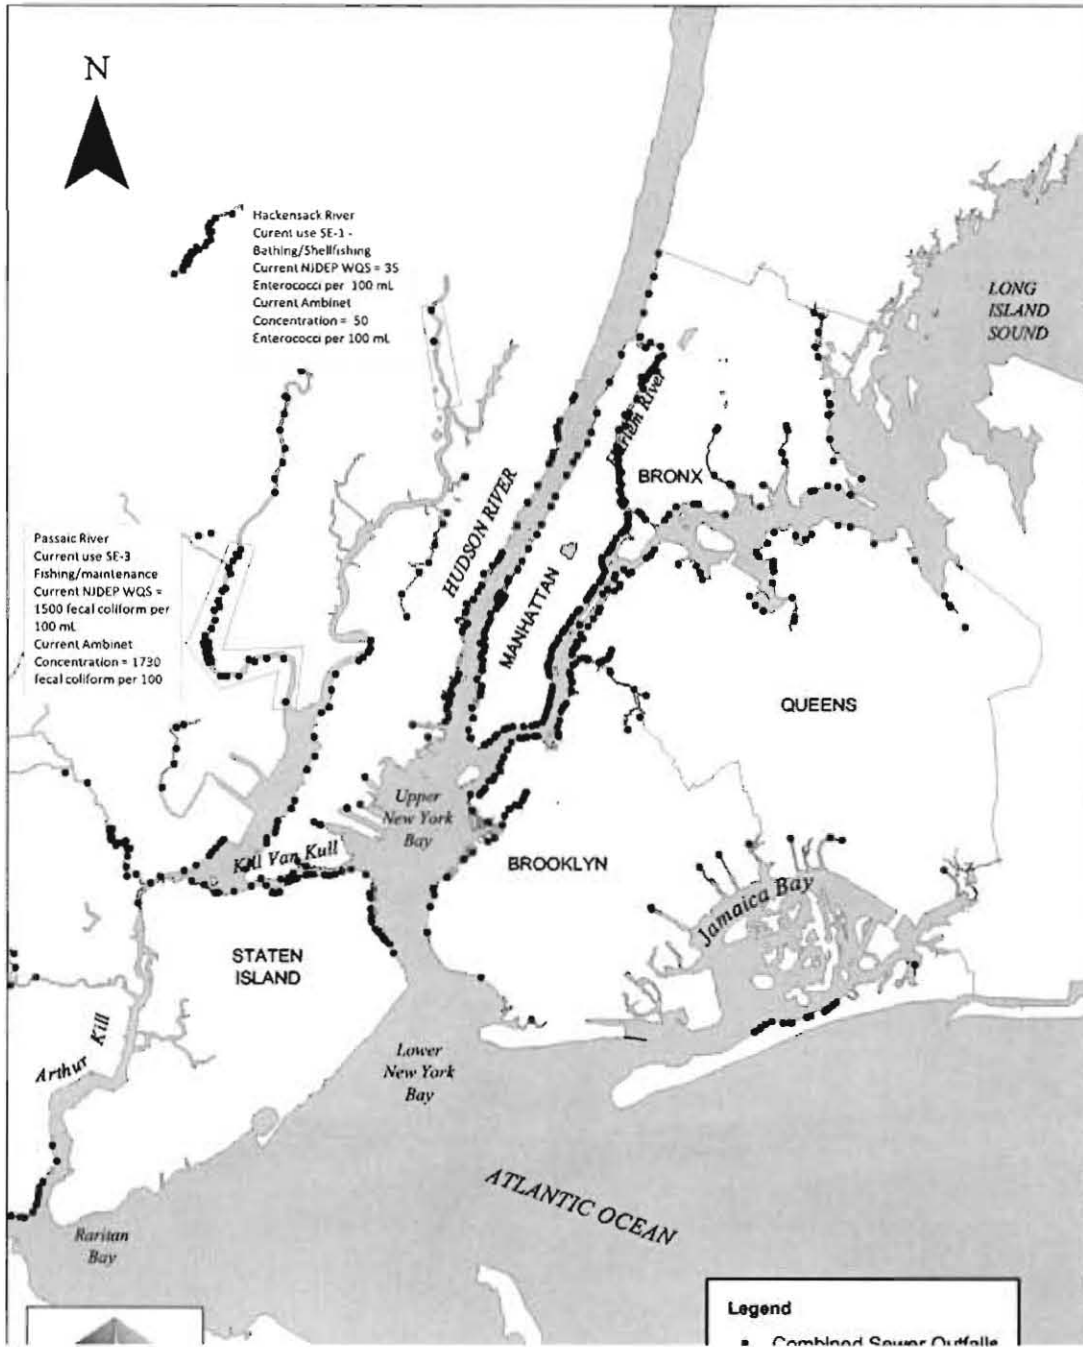 N
Hackensack River
Curent use SE-1 -
Bathing/Shellfishing
Current NJDEP WQS = 35
Enterococci per 100 mL
Current Ambinet
Concentration = 50
Enterococci per 100 mL
LONG
ISLAND
SOUND
Harlem River
BRONX
HUDSON RIVER
MANHATTAN
Passaic River
Current use SE-3
Fishing/maintenance
Current NJDEP WQS =
1500 fecal coliform per
100 mL
Current Ambinet
Concentration = 1730
fecal coliform per 100
QUEENS
Upper
New York
Bay
Kill Van Kull
BROOKLYN
Jamaica Bay
STATEN
ISLAND
Arthur Kill
Lower
New York
Bay
ATLANTIC OCEAN
Raritan
Bay
Legend
Combined Sewer Outfalls